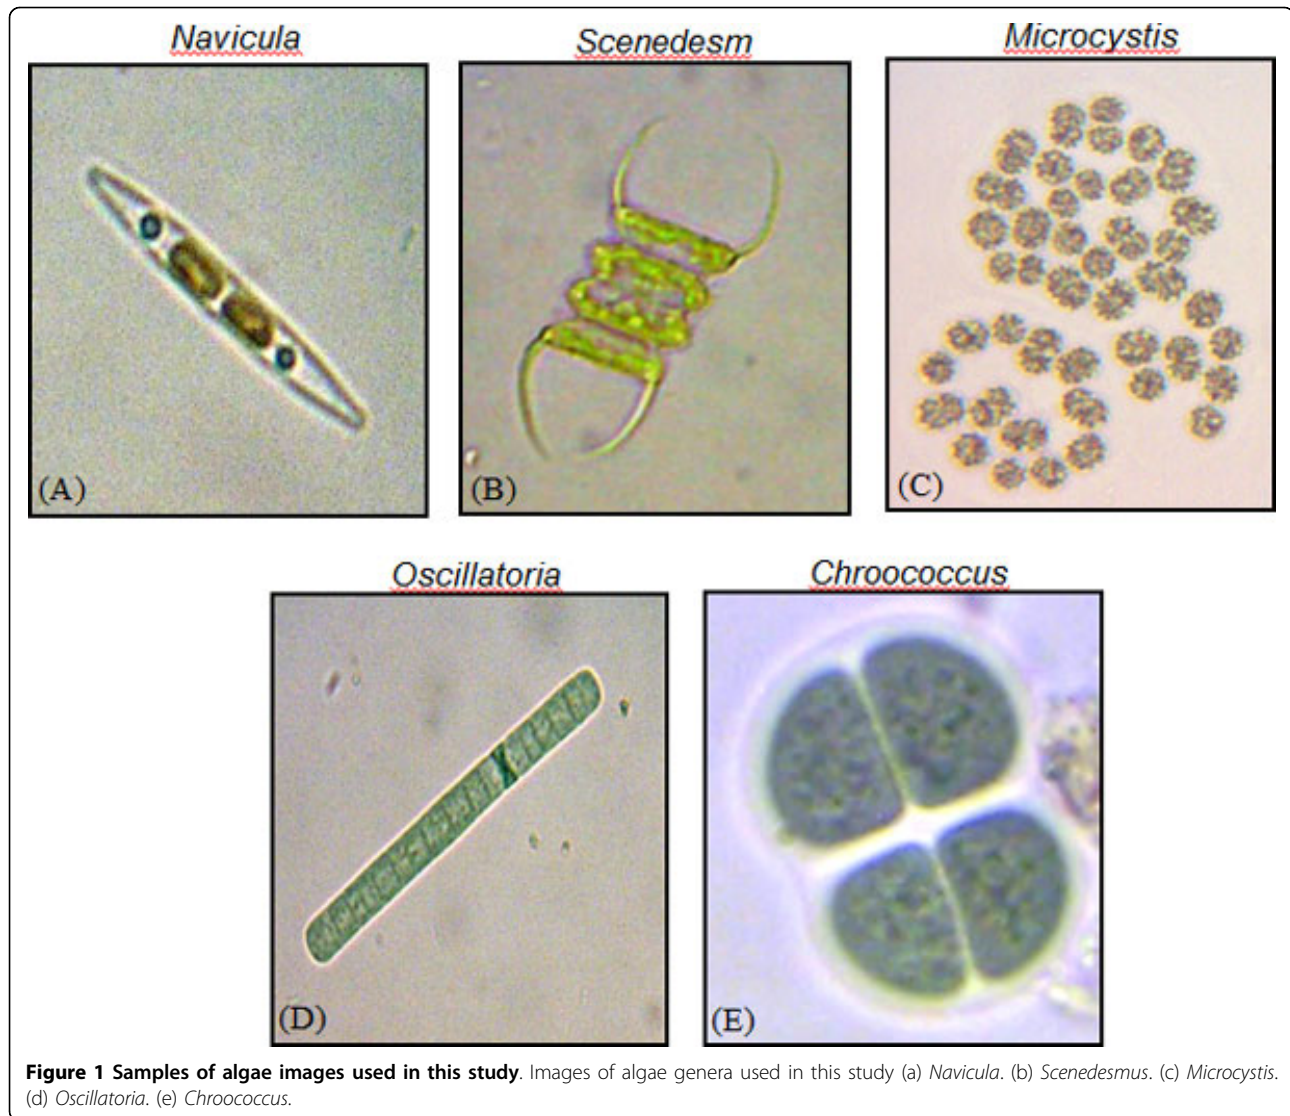 Navicula
Scenedesm
Microcystis
(A)
(B)
(C)
Oscillatoria
Chroococcus
(D)
(E)
Figure 1 Samples of algae images used in this study. Images of algae genera used in this study (a) Navicula. (b) Scenedesmus. (c) Microcystis.
(d) Oscillatoria. (e) Chroococcus.